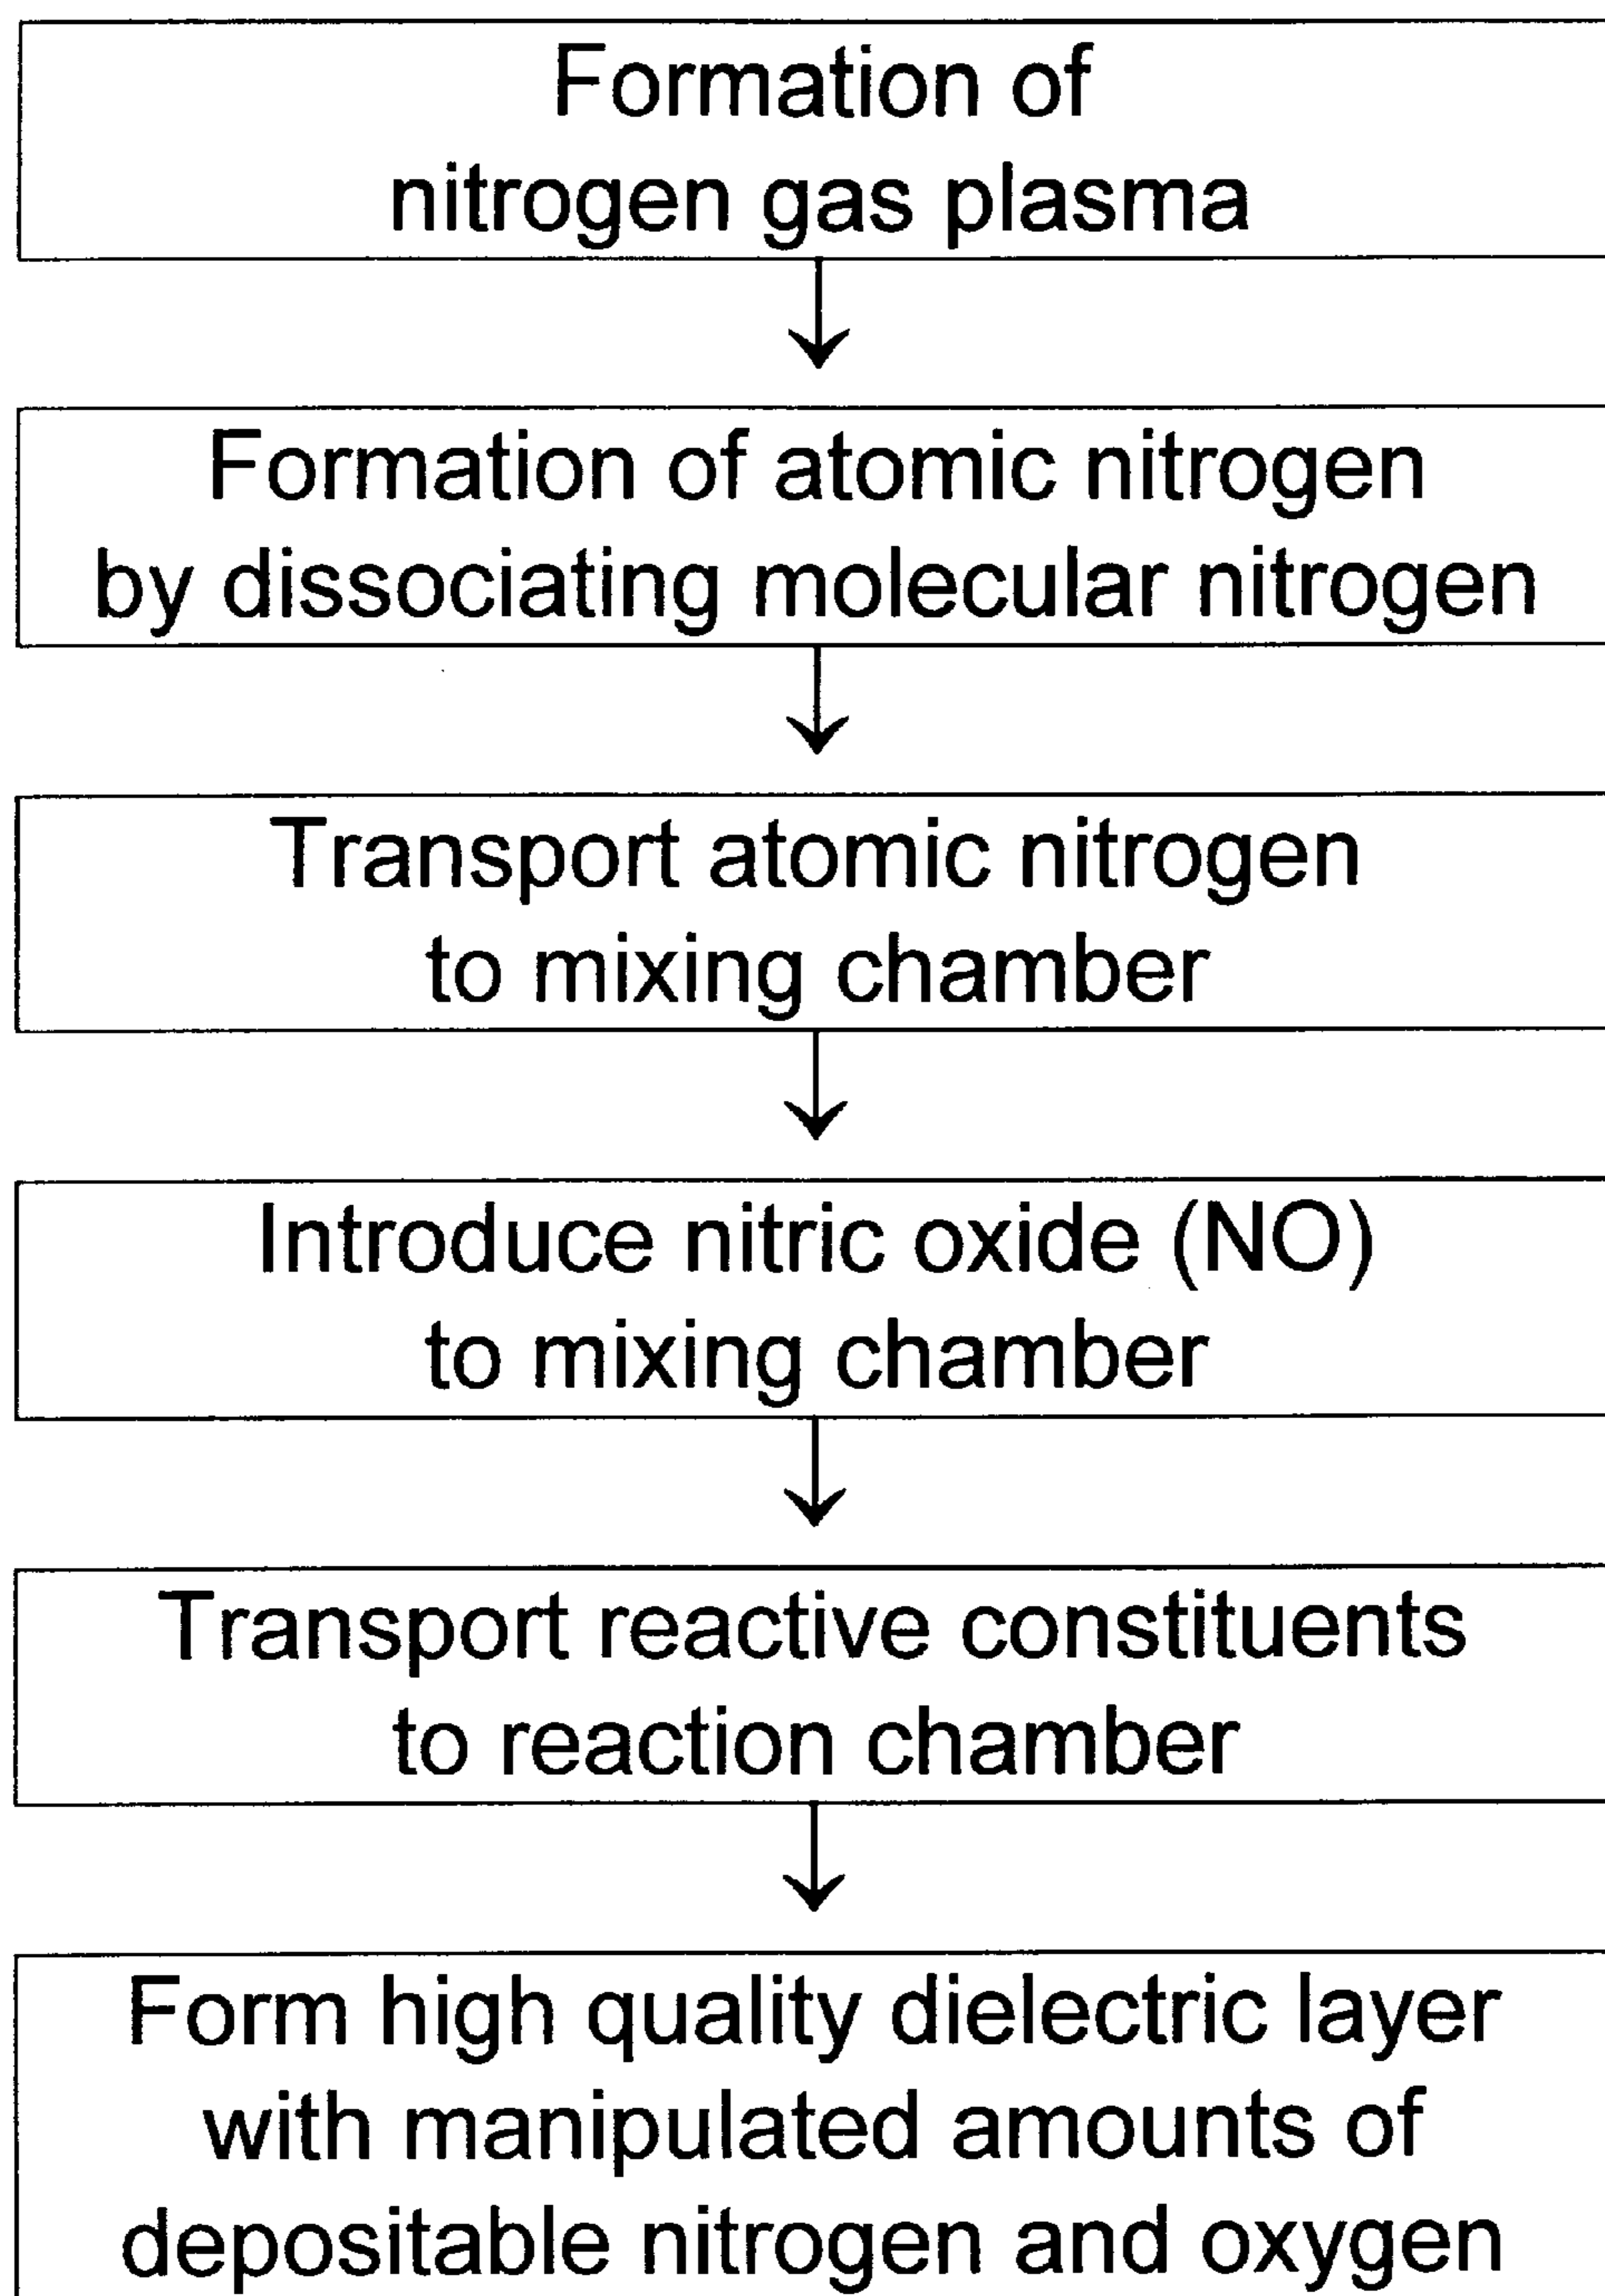 Formation of
nitrogen gas plasma
Formation of atomic nitrogen
by dissociating molecular nitrogen
Transport atomic nitrogen
to mixing chamber
Introduce nitric oxide (NO)
to mixing chamber
Transport reactive constituents
to reaction chamber
Form high quality dielectric layer
with manipulated amounts of
depositable nitrogen and oxygen